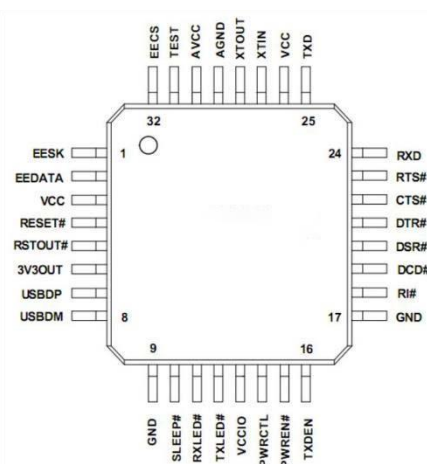 EECS
TEST
AVCC
AGND
XTOUT
XTIN
VCC
TXD
32
25
EESK
1
24
RXD
EEDATA
RTS#
VCC
CTS#
RESET#
DTR#
RSTOUT#
DSR#
3V3OUT
DCD#
USBDP
RI#
USBDM
8
17
GND
9
16
GND
SLEEP#
RXLED#
TXLED#
VCCIO
PWRCTL
PWREN#
TXDEN